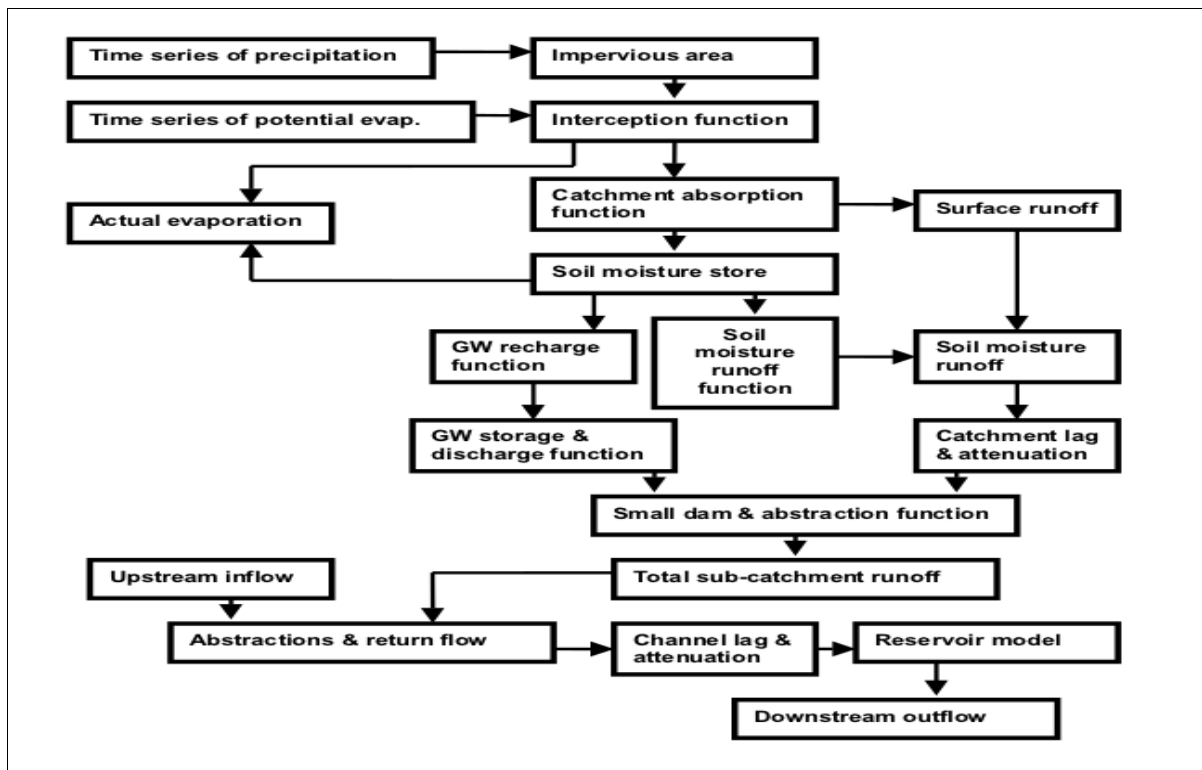 Time series of precipitation
Impervious area
Time series of potential evap.
Interception function
Catchment absorption
function
Surface runoff
Actual evaporation
Soil moisture store
GW recharge
function
Soil
moisture
runoff
function
Soil moisture
runoff
GW storage &
discharge function
Catchment lag
& attenuation
Small dam & abstraction function
Upstream inflow
Total sub-catchment runoff
Abstractions & return flow
Channel lag &
attenuation
Reservoir model
Downstream outflow